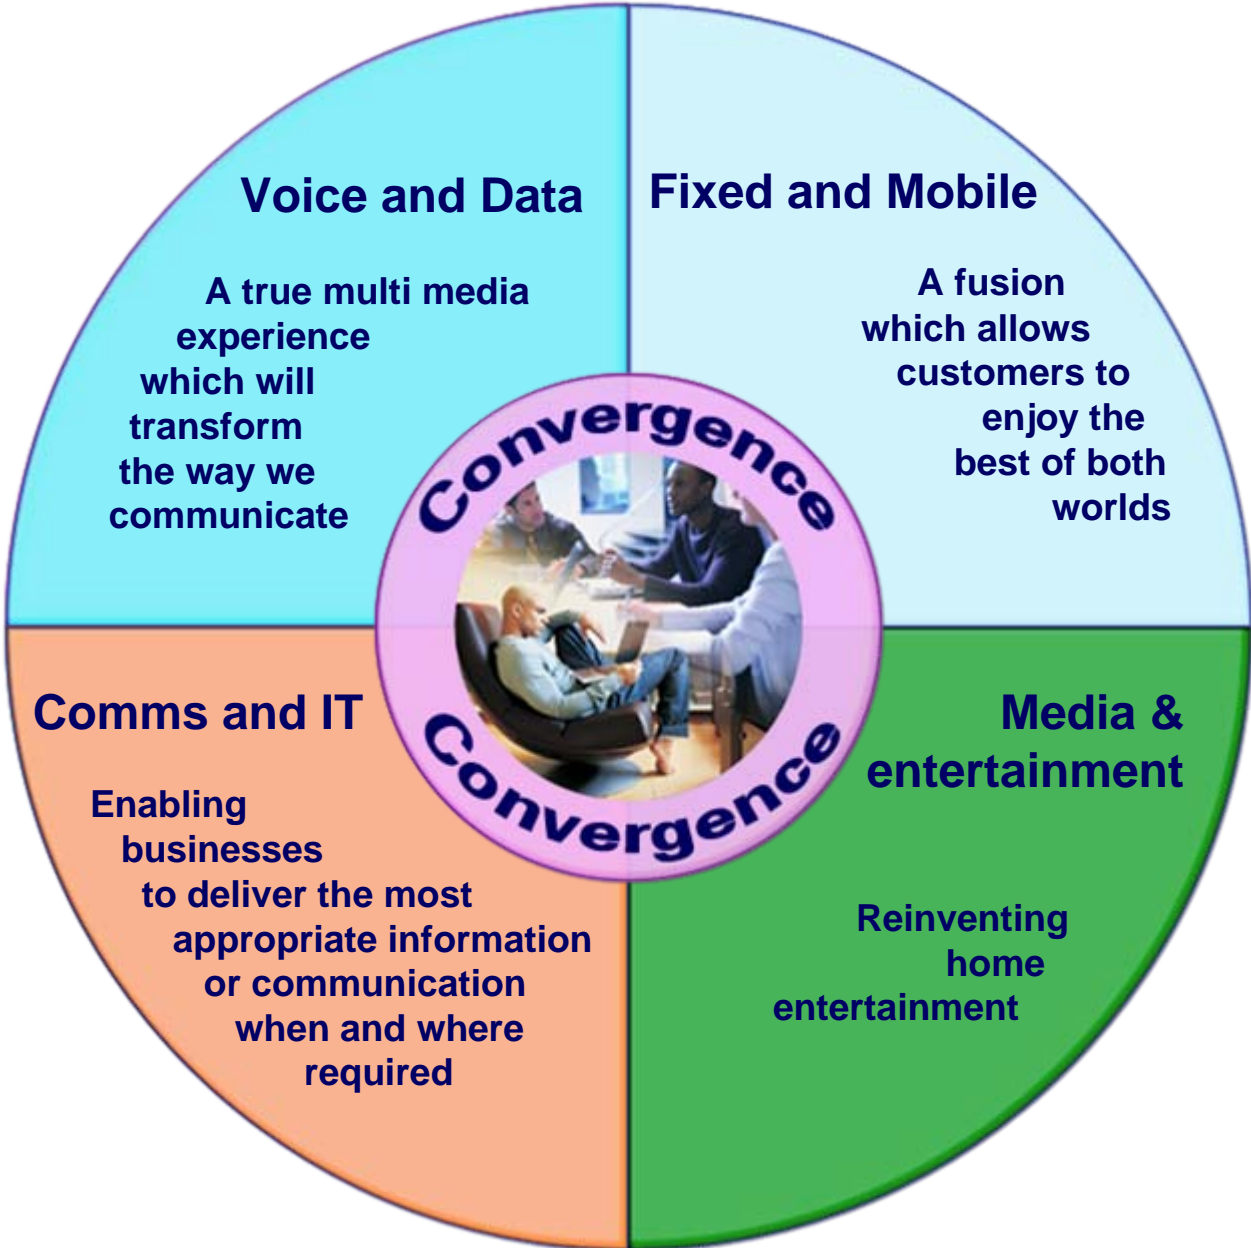 Voice and Data
A true multi media
experience
which will
transform
the way we
communicate
Fixed and Mobile
A fusion
which allows
customers to
enjoy the
best of both
worlds
Convergence
Convergence
Comms and IT
Enabling
businesses
to deliver the most
appropriate information
or communication
when and where
required
Media &
entertainment
Reinventing
home
entertainment